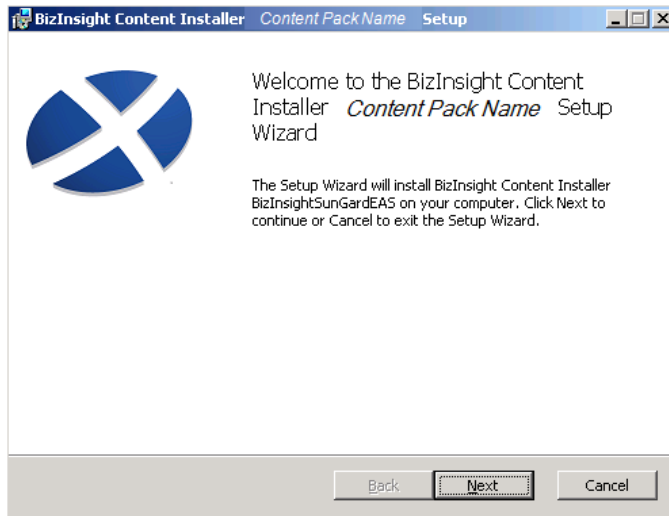 BizInsight Content Installer Content Pack Name Setup
Welcome to the BizInsight Content
Installer Content Pack Name Setup
Wizard
The Setup Wizard will install BizInsight Content Installer
BizInsightSunGardEAS on your computer. Click Next to
continue or Cancel to exit the Setup Wizard.
Back Next Cancel